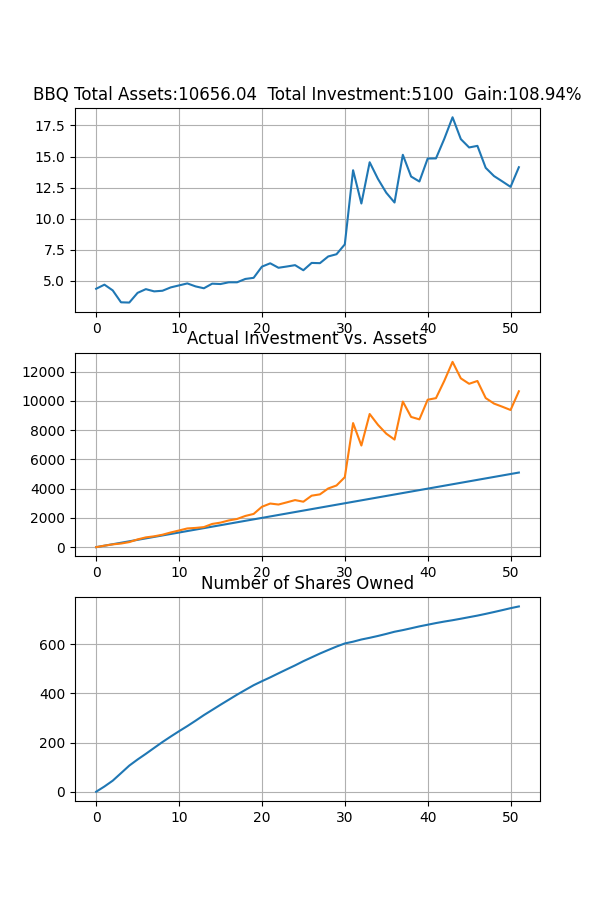 BBQ Total Assets:10656.04  Total Investment:5100  Gain:108.94%
17.5
15.0
12.5
10.0
7.5
5.0
0 10 20 30 40 50
Actual Investment vs. Assets
12000
10000
8000
6000
4000
2000
0
0 10 20 30 40 50
Number of Shares Owned
600
400
200
0
0 10 20 30 40 50